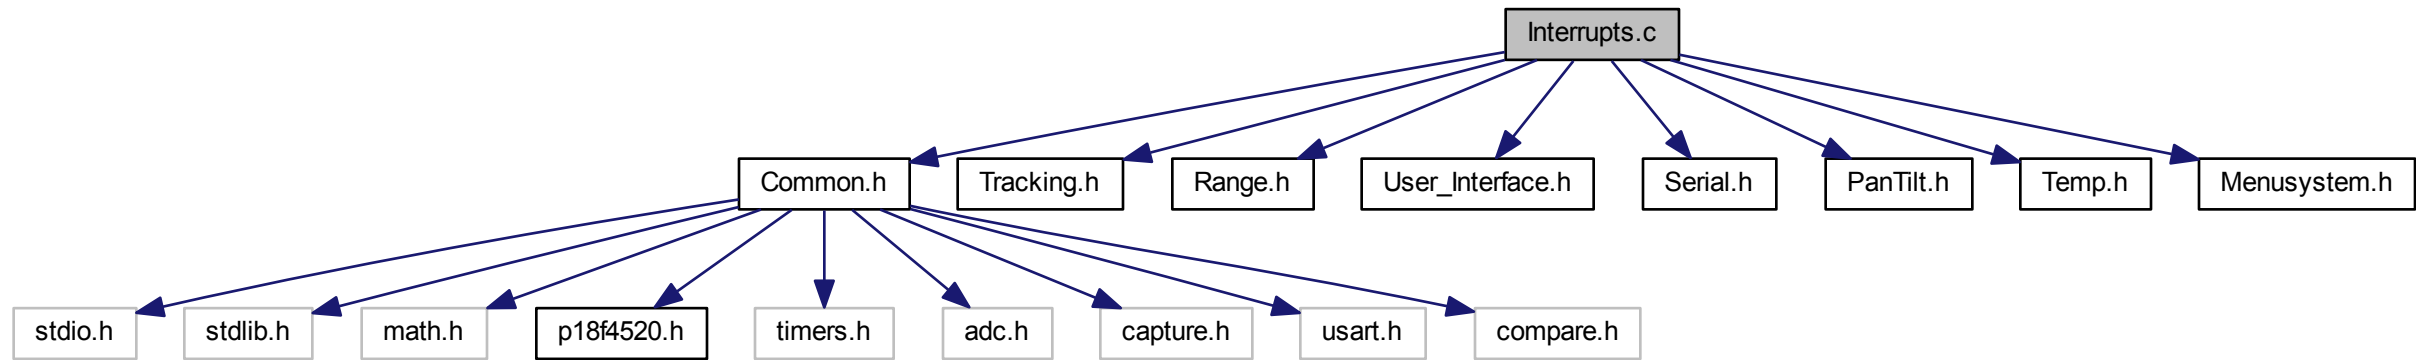 Interrupts.c
Common.h
Tracking.h
Range.h
User_Interface.h
Serial.h
PanTilt.h
Temp.h
Menusystem.h
stdio.h
stdlib.h
math.h
p18f4520.h
timers.h
adc.h
capture.h
usart.h
compare.h